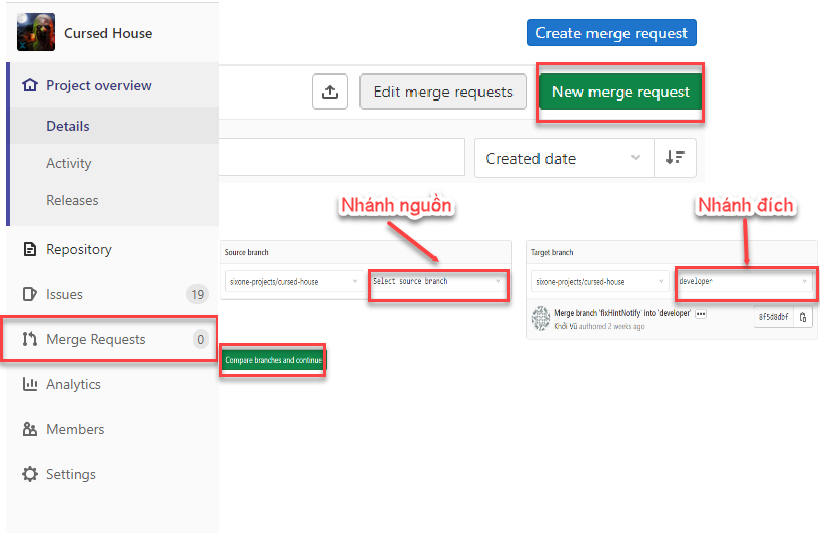 Cursed House
Create merge request
Project overview
Edit merge requests
New merge request
Details
Activity
Created date
Releases
Nhánh nguồn
Nhánh đích
Repository
Source branch
Target branch
Issues
19
sixone-projects/cursed-house
Select source branch
sixone-projects/cursed-house
developer
Merge branch 'fixHintNotify' into 'developer'
8f5d8dbf
Khởi Vũ authored 2 weeks ago
Merge Requests
0
Compare branches and continue
Analytics
Members
Settings